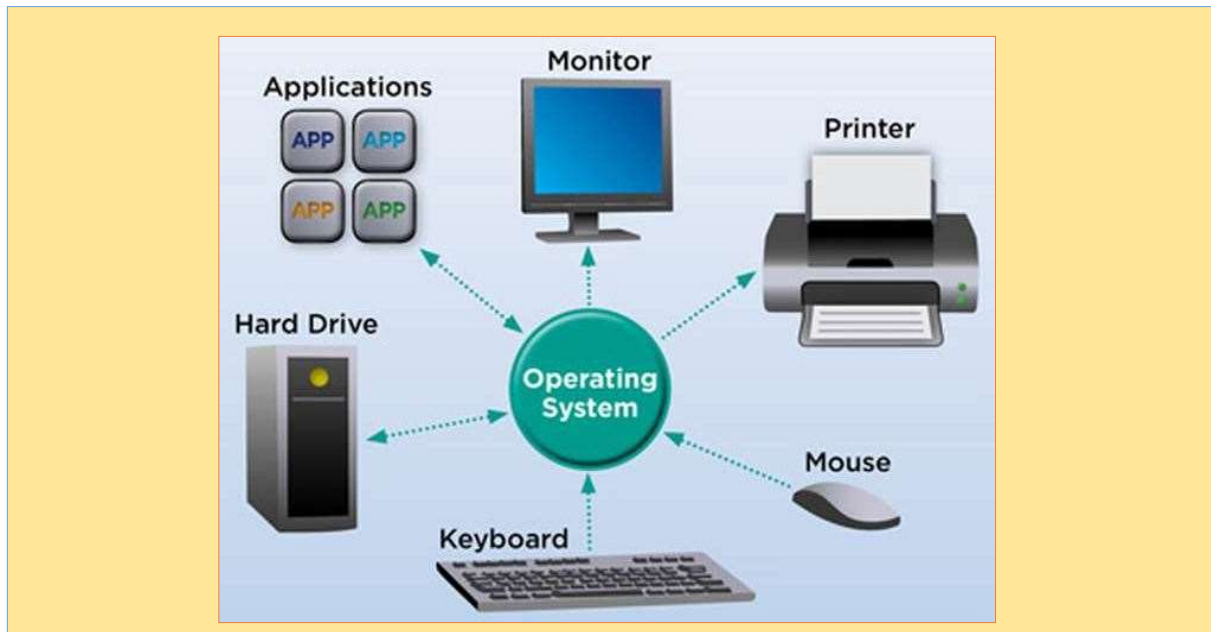 Monitor
Applications
APP APP
APP APP
Printer
Hard Drive
Operating
System
Mouse
Keyboard